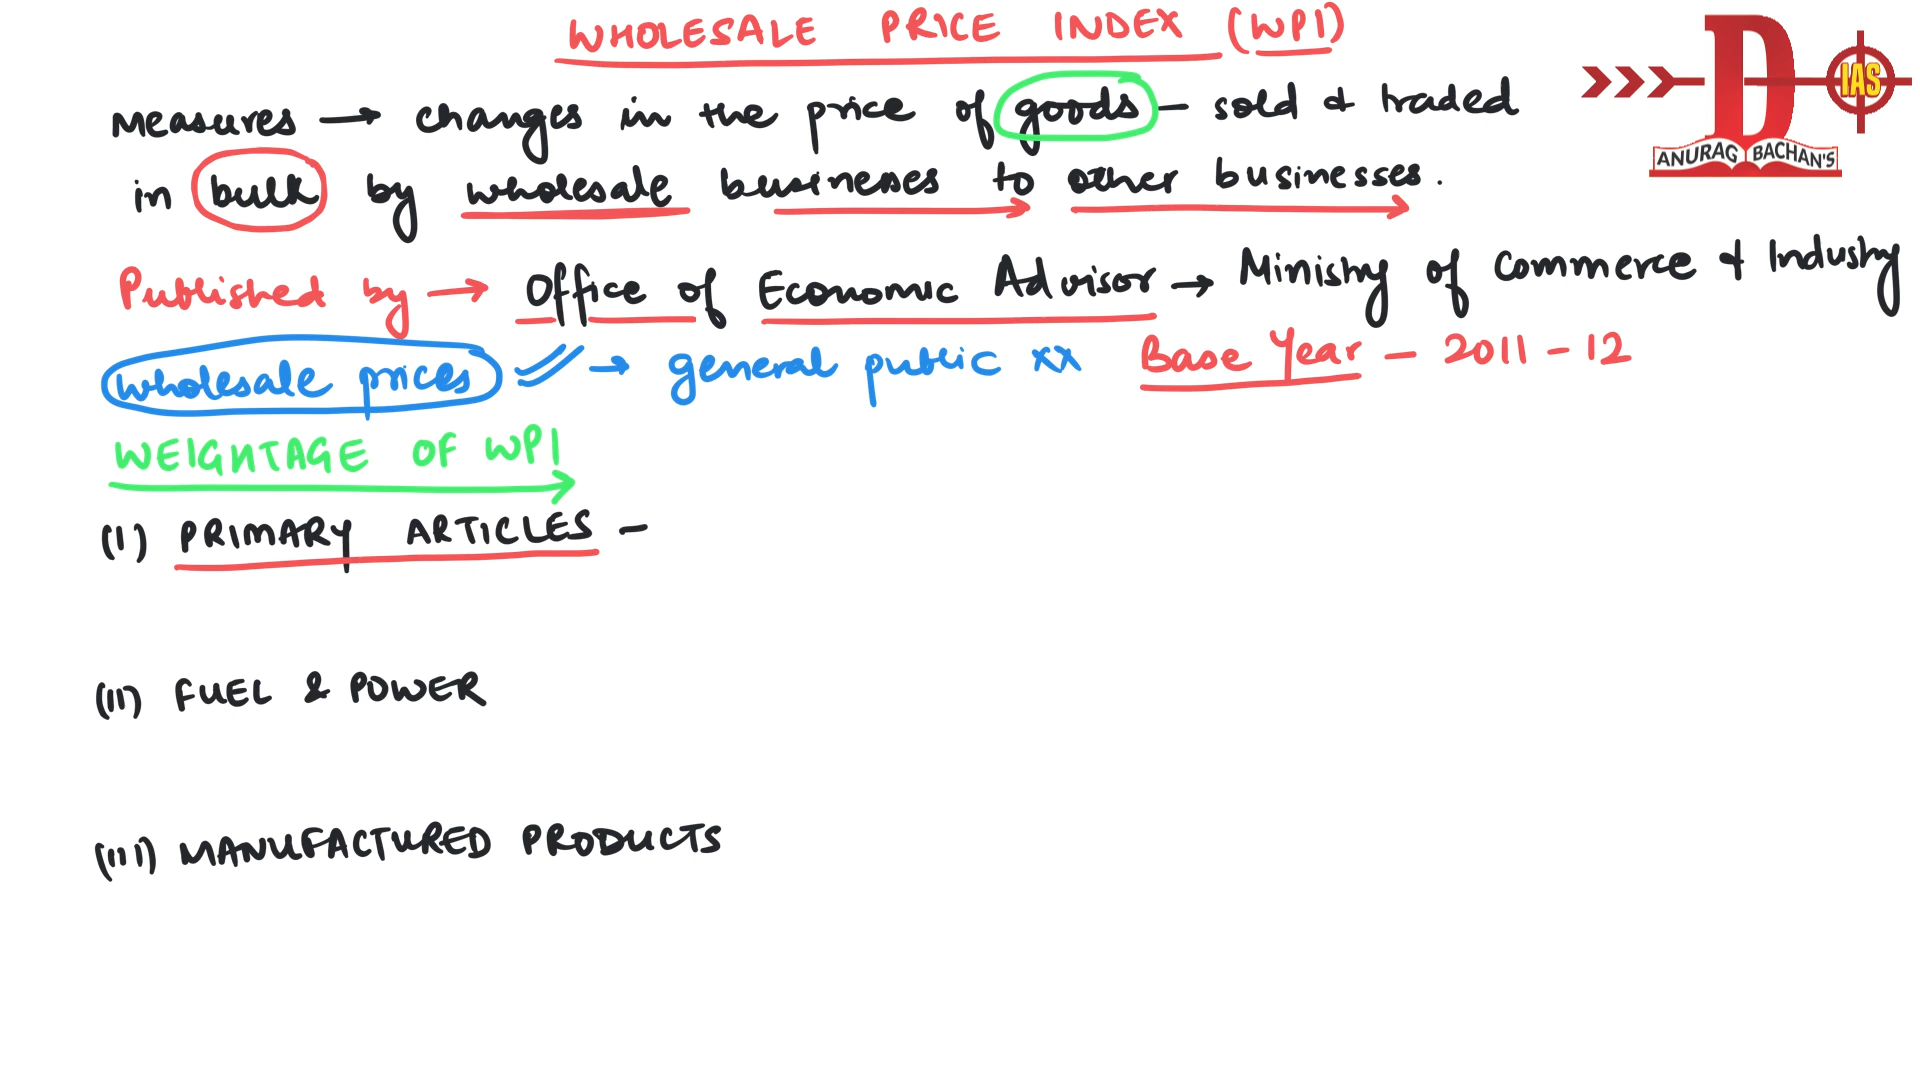 WHOLESALE PRICE INDEX (WPI)
Measures → changes in the price of goods - sold & traded
in bulk by wholesale businesses to other businesses.
Published by → Office of Economic Advisor → Ministry of Commerce & Industry
wholesale prices → general public xx Base Year - 2011-12
WEIGHTAGE OF WPI
(I) PRIMARY ARTICLES -
(II) FUEL & POWER
(III) MANUFACTURED PRODUCTS
D IAS
ANURAG BACHAN'S